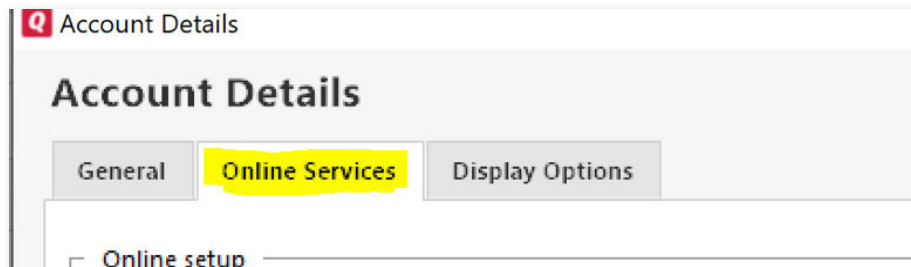 Account Details
Account Details
General Online Services Display Options
Online setup